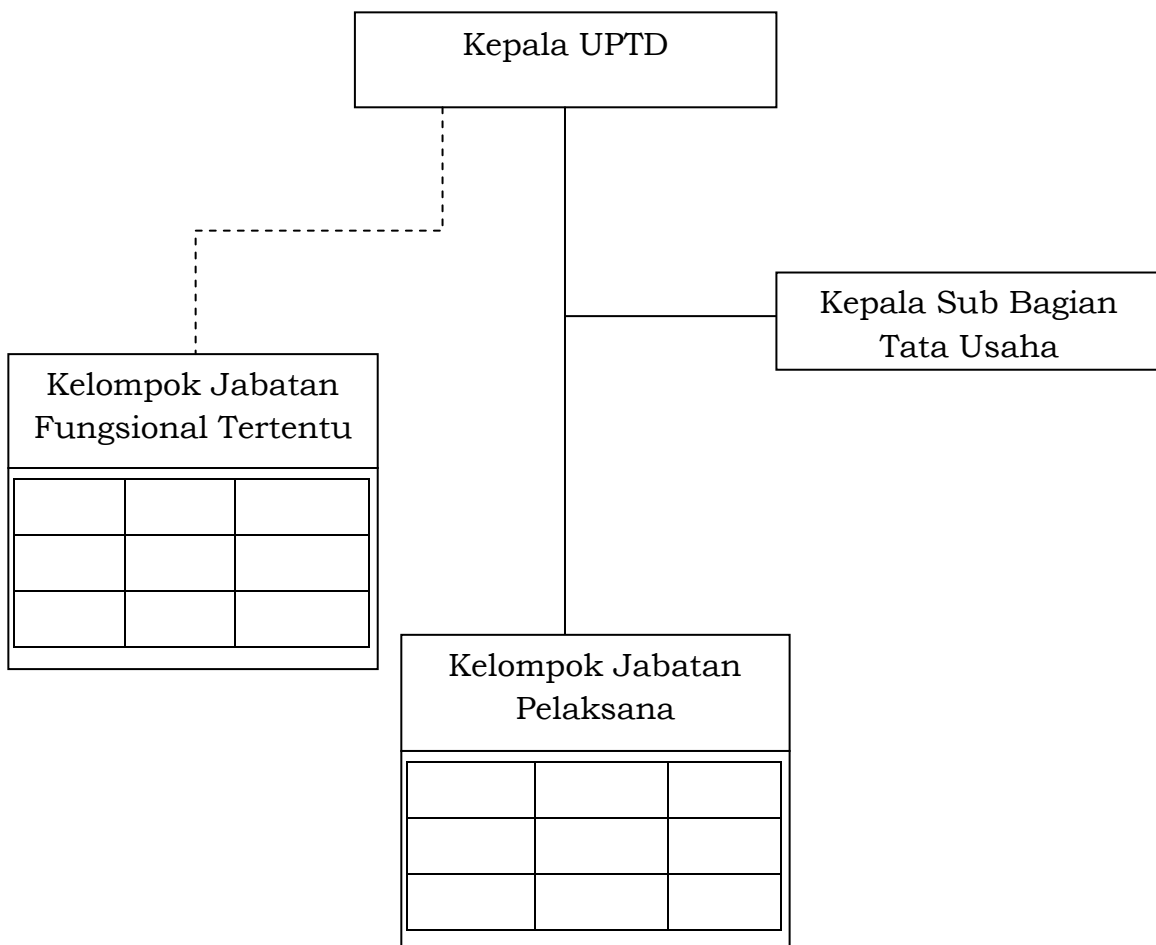 Kepala UPTD
Kepala Sub Bagian
Tata Usaha
Kelompok Jabatan
Fungsional Tertentu
Kelompok Jabatan
Pelaksana